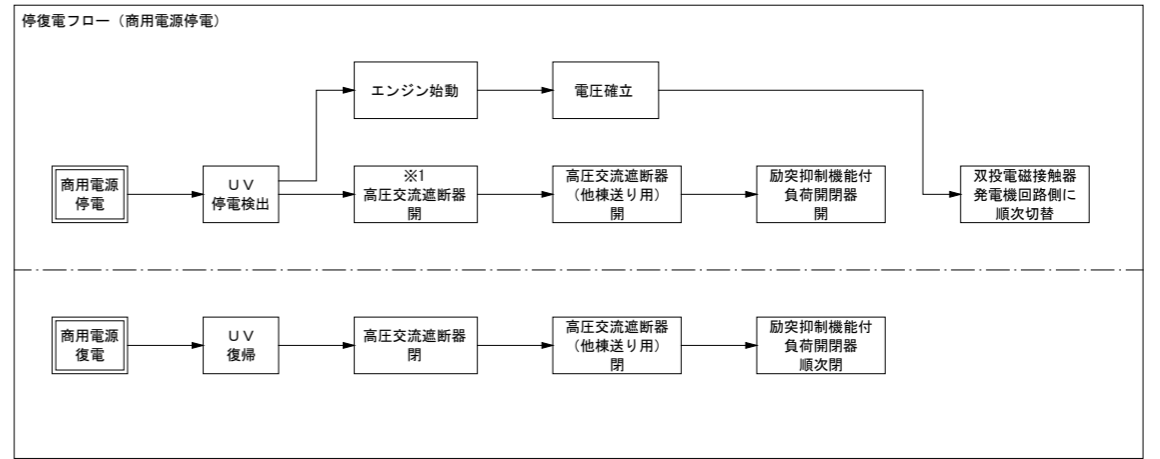 停復電フロー（商用電源停電）
エンジン始動
電圧確立
商用電源
停電
ＵＶ
停電検出
※1
高圧交流遮断器
開
高圧交流遮断器
（他棟送り用）
開
励突抑制機能付
負荷開閉器
開
双投電磁接触器
発電機回路側に
順次切替
商用電源
復電
ＵＶ
復帰
高圧交流遮断器
閉
高圧交流遮断器
（他棟送り用）
閉
励突抑制機能付
負荷開閉器
順次閉